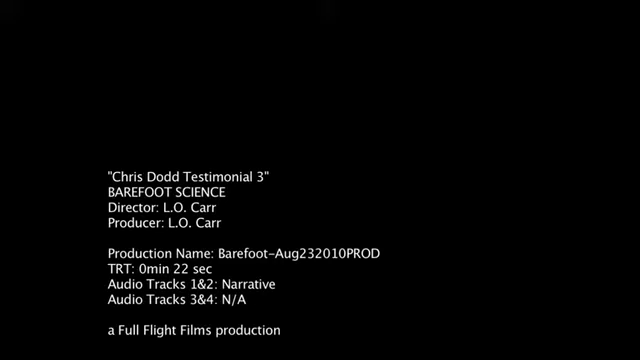 "Chris Dodd Testimonial 3"
BAREFOOT SCIENCE
Director: L.O. Carr
Producer: L.O. Carr
Production Name: Barefoot-Aug232010PROD
TRT: 0min 22 sec
Audio Tracks 1&2: Narrative
Audio Tracks 3&4: N/A
a Full Flight Films production